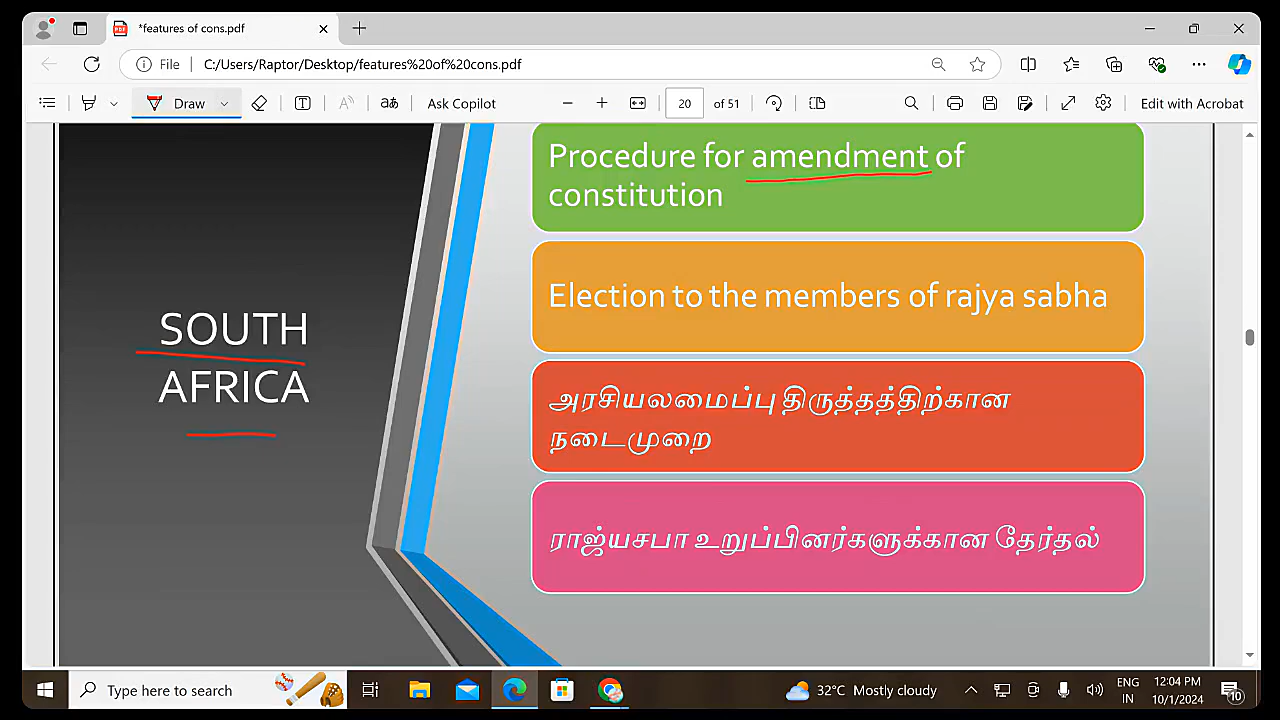 *features of cons.pdf
File C:/Users/Raptor/Desktop/features%20of%20cons.pdf
Draw aあ Ask Copilot 20 of 51 Edit with Acrobat
Procedure for amendment of
constitution
Election to the members of rajya sabha
SOUTH
AFRICA
அரசியலமைப்பு திருத்தத்திற்கான
நடைமுறை
ராஜ்யசபா உறுப்பினர்களுக்கான தேர்தல்
Type here to search 32°C Mostly cloudy ENG 12:04 PM
IN 10/1/2024 10